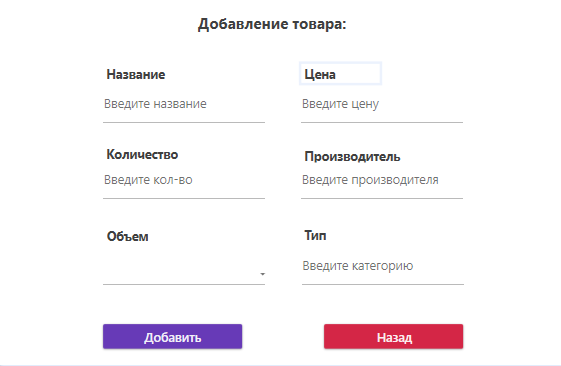 Добавление товара:
Название
Цена
Введите название
Введите цену
Количество
Производитель
Введите кол-во
Введите производителя
Объем
Тип
Введите категорию
Добавить
Назад